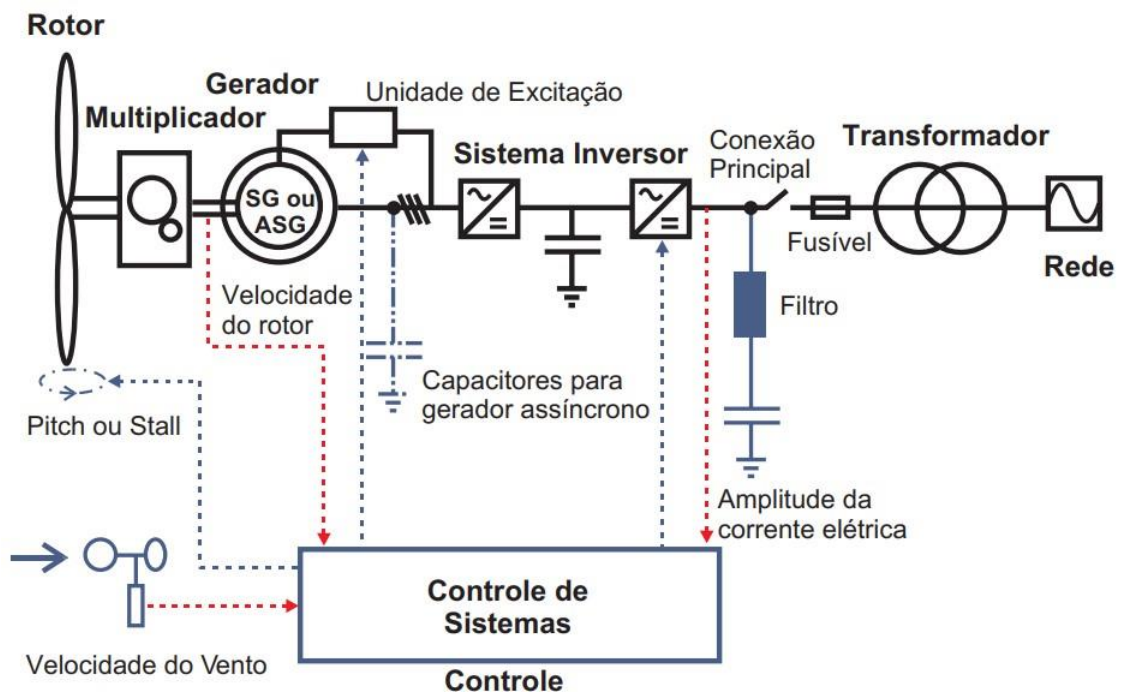 Rotor
Gerador
Unidade de Excitação
Multiplicador
Sistema Inversor
Conexão
Principal
Transformador
SG ou
ASG
Fusível
Rede
Velocidade
do rotor
Filtro
Capacitores para
gerador assíncrono
Pitch ou Stall
Amplitude da
corrente elétrica
Controle de
Sistemas
Velocidade do Vento
Controle